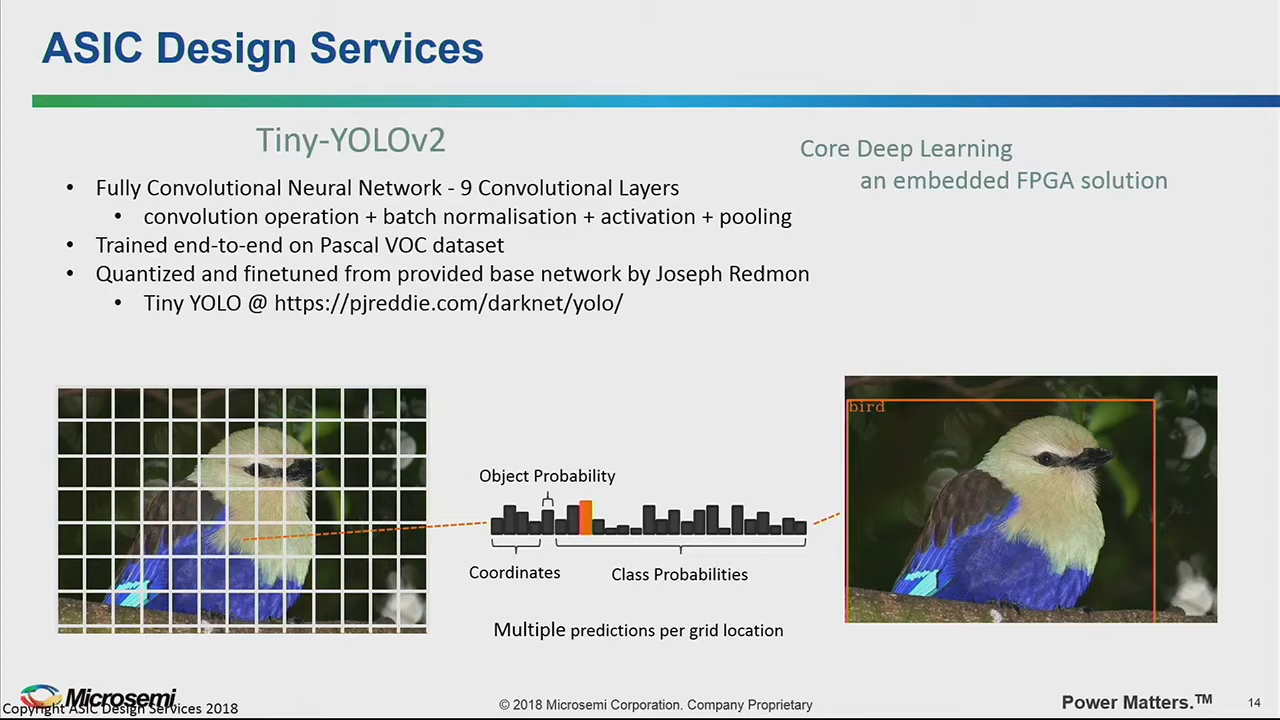 ASIC Design Services
Tiny-YOLOv2
Core Deep Learning
an embedded FPGA solution
• Fully Convolutional Neural Network - 9 Convolutional Layers
• convolution operation + batch normalisation + activation + pooling
• Trained end-to-end on Pascal VOC dataset
• Quantized and finetuned from provided base network by Joseph Redmon
• Tiny YOLO @ https://pjreddie.com/darknet/yolo/
bird
Object Probability
Coordinates
Class Probabilities
Multiple predictions per grid location
Microsemi
Copyright ASIC Design Services 2018
© 2018 Microsemi Corporation. Company Proprietary
Power Matters.™
14